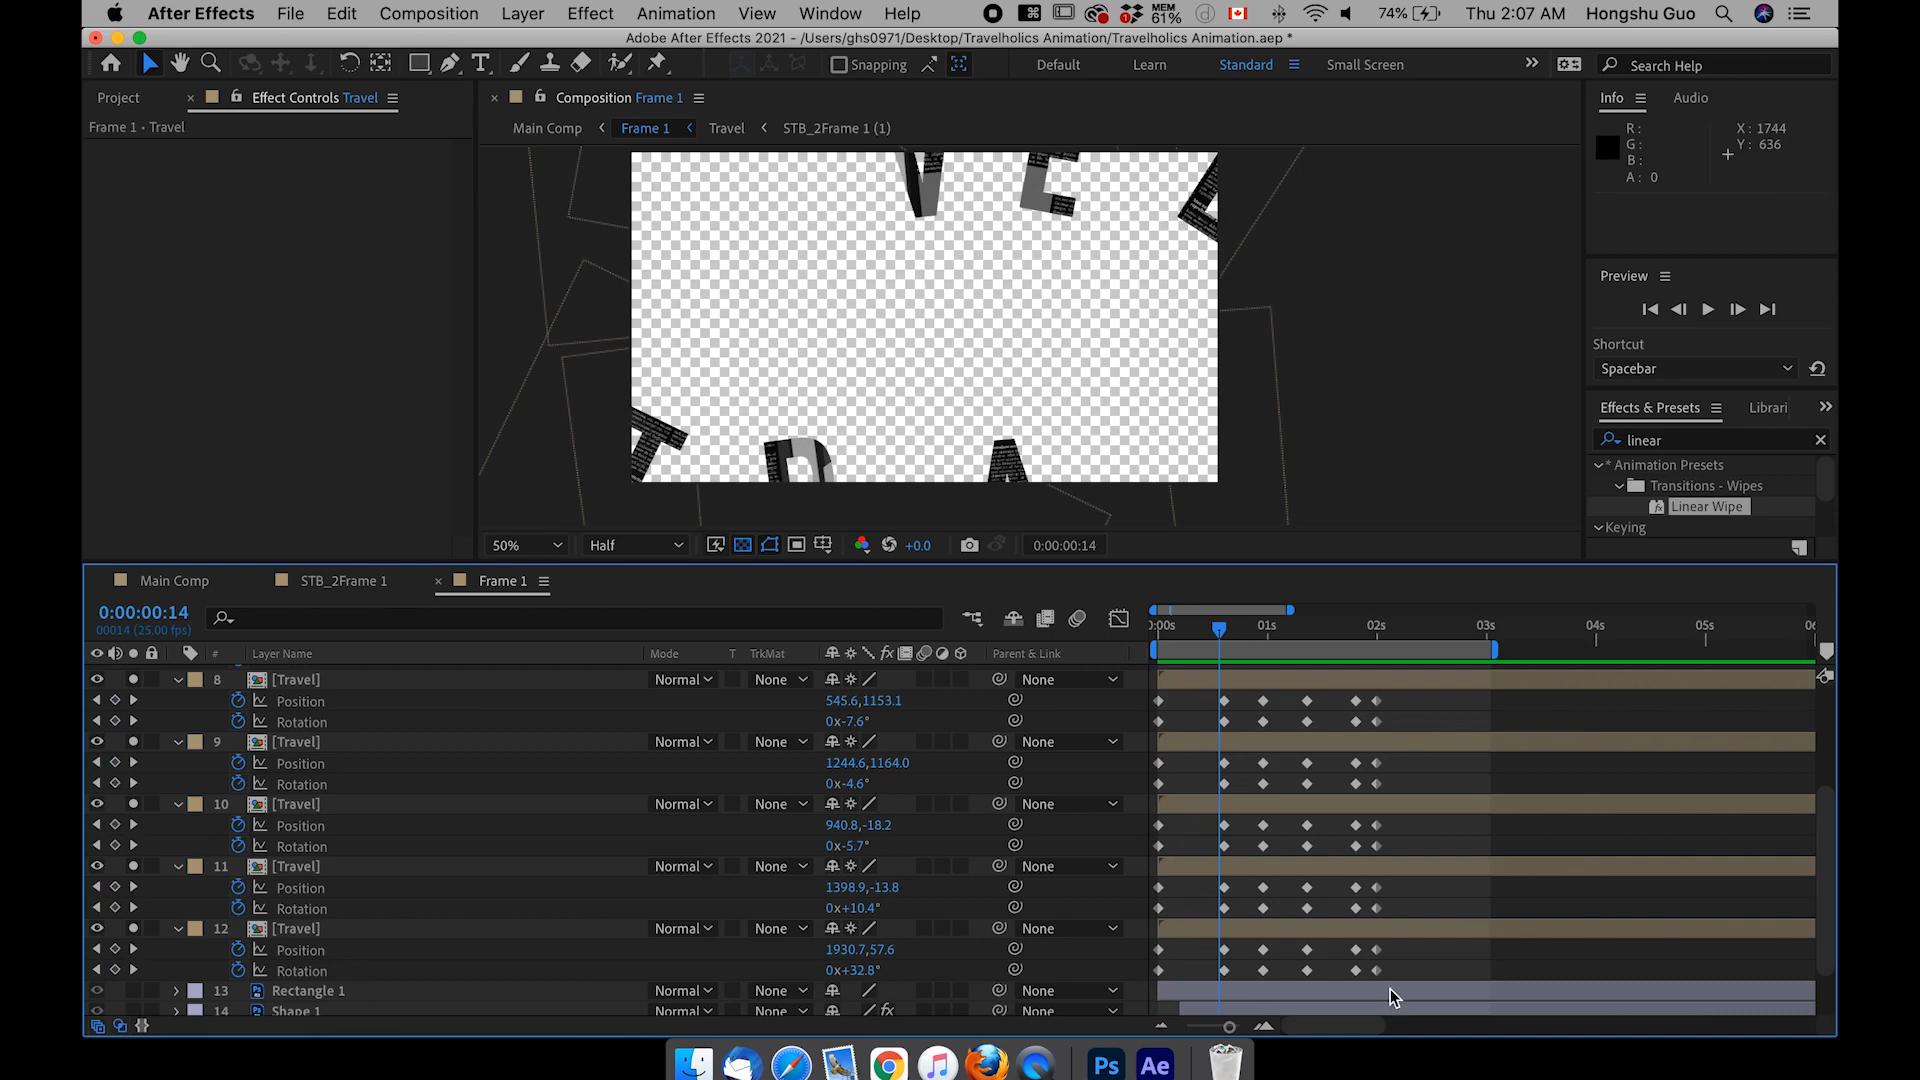 After Effects File Edit Composition Layer Effect Animation View Window Help MEM 61% 74% Thu 2:07 AM Hongshu Guo
Adobe After Effects 2021 - /Users/ghs0971/Desktop/Travelholics Animation/Travelholics Animation.aep *
Snapping Default Learn Standard Small Screen Search Help
Project Effect Controls Travel Composition Frame 1 Info Audio
Frame 1 • Travel Main Comp Frame 1 Travel STB_2Frame 1 (1)
R: X: 1744
G: Y: 636
B:
A: 0
V E
T R A
Preview
Shortcut
Spacebar
Effects & Presets Librari
linear
* Animation Presets
Transitions - Wipes
Linear Wipe
Keying
50% Half +0.0 0:00:00:14
Main Comp STB_2Frame 1 Frame 1
0:00:00:14
00014 (25.00 fps)
:00s 01s 02s 03s 04s 05s
# Layer Name Mode T TrkMat fx Parent & Link
8 [Travel] Normal None None
Position 545.6,1153.1
Rotation 0x-7.6°
9 [Travel] Normal None None
Position 1244.6,1164.0
Rotation 0x-4.6°
10 [Travel] Normal None None
Position 940.8,-18.2
Rotation 0x-5.7°
11 [Travel] Normal None None
Position 1398.9,-13.8
Rotation 0x+10.4°
12 [Travel] Normal None None
Position 1930.7,57.6
Rotation 0x+32.8°
13 Ps Rectangle 1 Normal None None
14 Ps Shape 1 Normal None fx None
Ps Ae